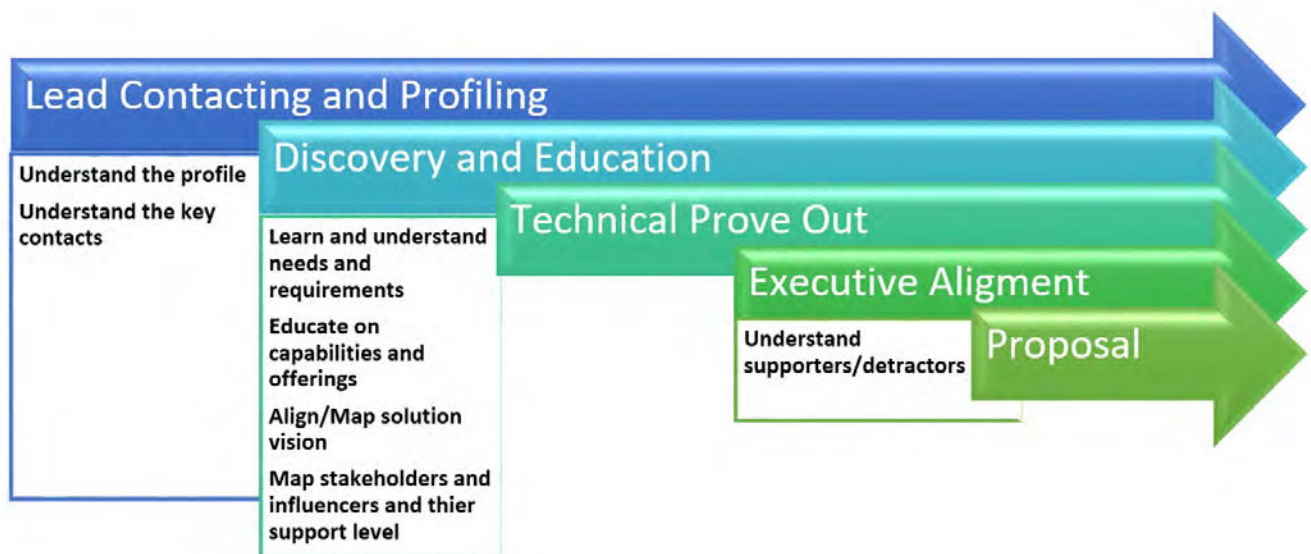 Lead Contacting and Profiling
Understand the profile
Understand the key
contacts
Discovery and Education
Learn and understand
needs and
requirements
Educate on
capabilities and
offerings
Align/Map solution
vision
Map stakeholders and
influencers and thier
support level
Technical Prove Out
Executive Aligment
Understand
supporters/detractors
Proposal